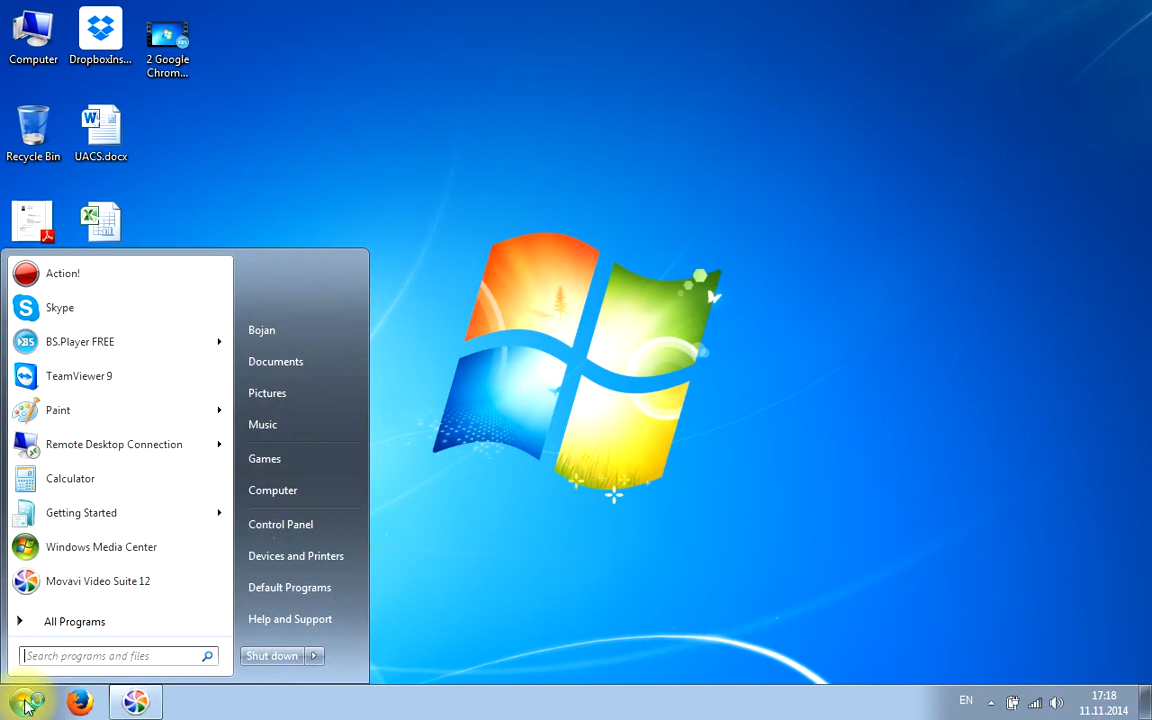 Computer
DropboxIns...
2 Google
Chrom...
Recycle Bin
UACS.docx
Action!
Skype
BS.Player FREE
TeamViewer 9
Paint
Remote Desktop Connection
Calculator
Getting Started
Windows Media Center
Movavi Video Suite 12
All Programs
Search programs and files
Bojan
Documents
Pictures
Music
Games
Computer
Control Panel
Devices and Printers
Default Programs
Help and Support
Shut down
EN
17:18
11.11.2014